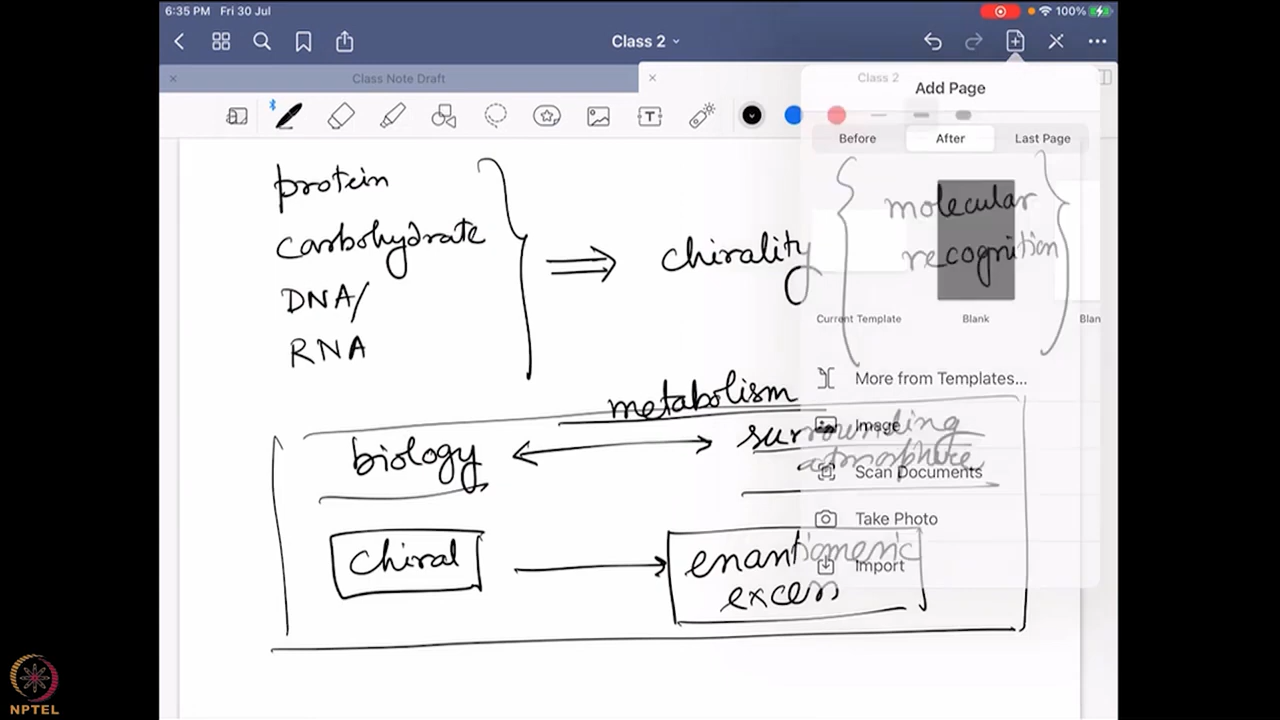 6:35 PM Fri 30 Jul
100%
Class 2
Class Note Draft
Class 2
Add Page
Before
After
Last Page
protein
carbohydrate
DNA/
RNA
chirality
molecular
recognition
Current Template
Blank
Blan
More from Templates...
Image
Scan Documents
Take Photo
Import
metabolism
biology
surrounding
atmosphere
chiral
enantiomeric
excess
NPTEL